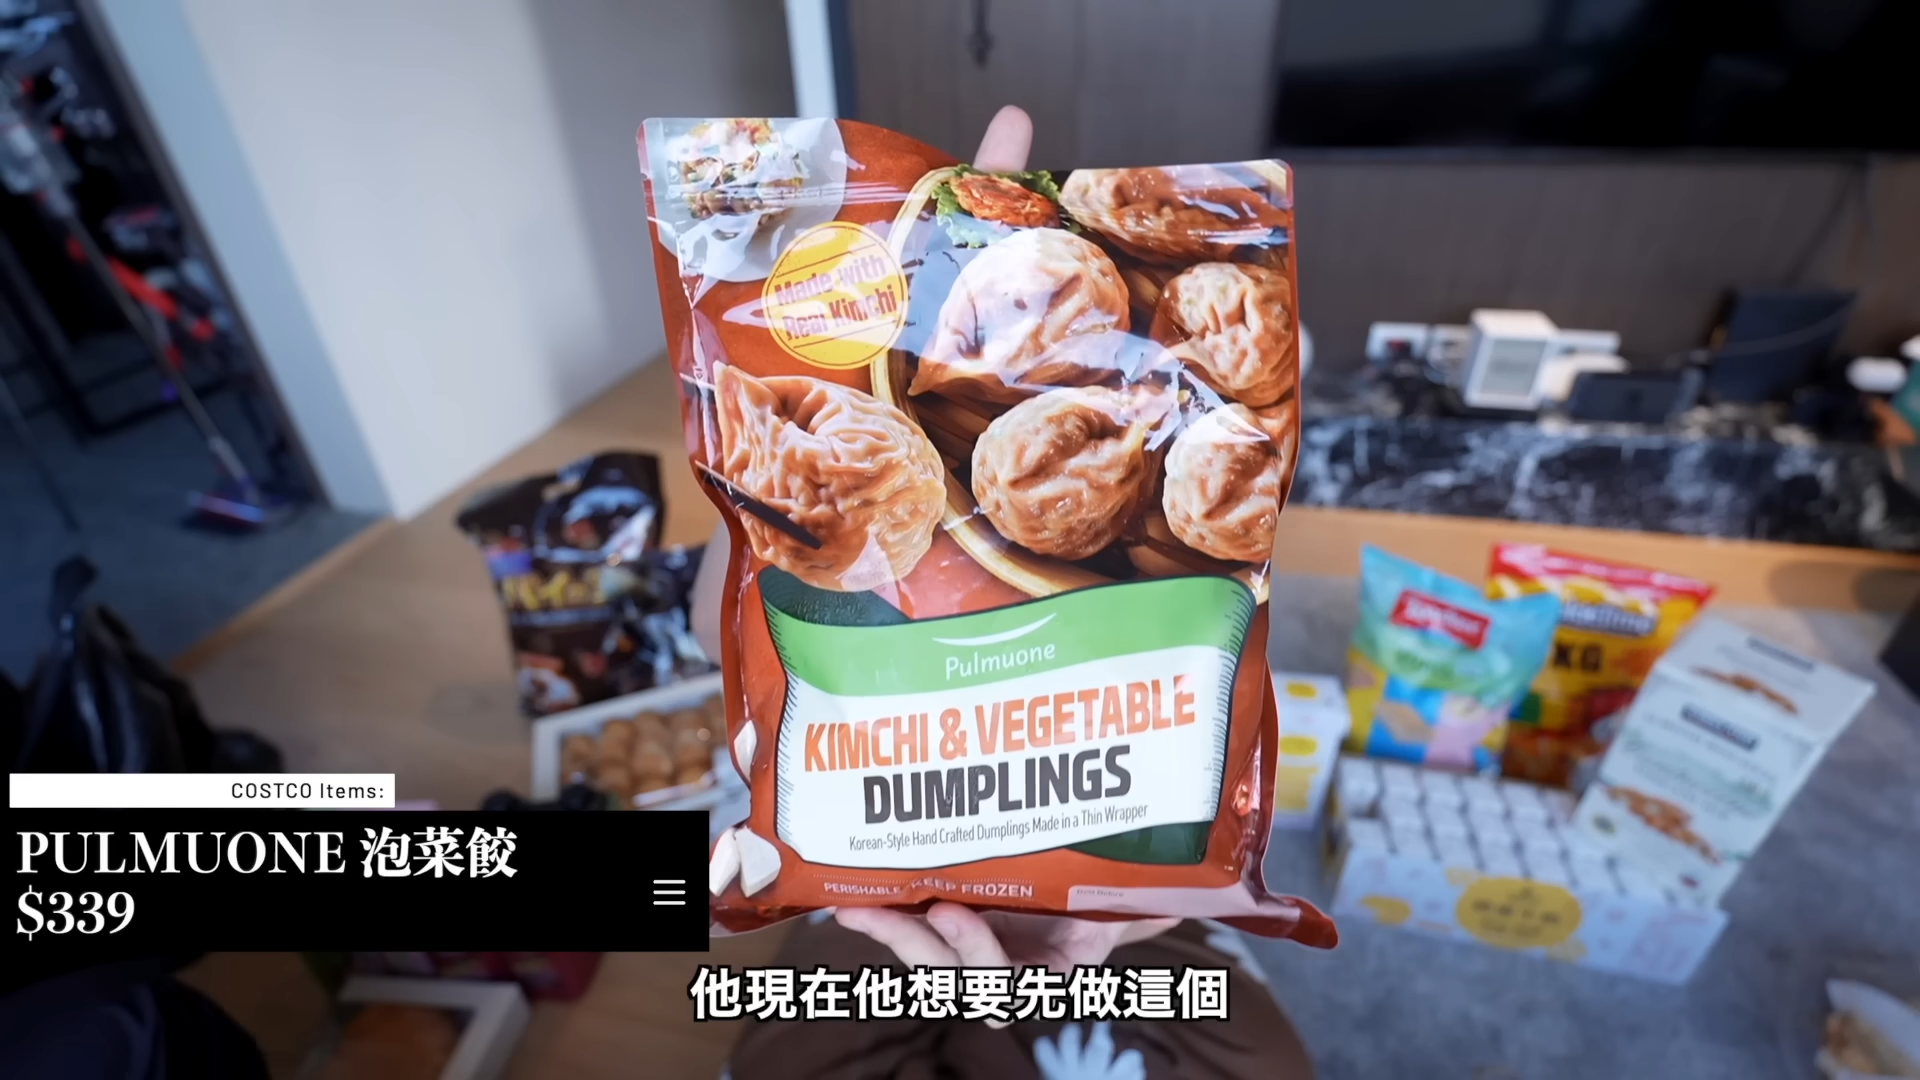 Made with
Real Kimchi
Pulmuone
KIMCHI & VEGETABLE
DUMPLINGS
Korean-Style Hand Crafted Dumplings Made in a Thin Wrapper
PERISHABLE, KEEP FROZEN
KG
COSTCO Items:
PULMUONE 泡菜餃
$339
他現在他想要先做這個